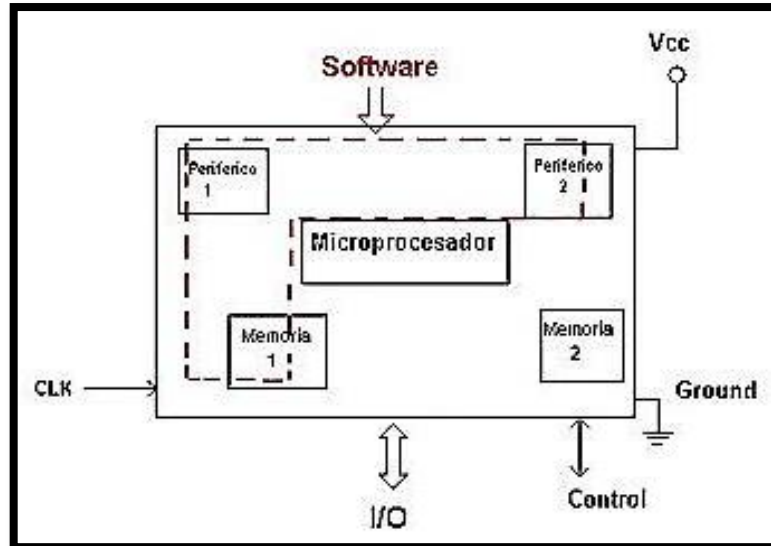 Vcc
Software
Periferico
1
Periferico
2
Microprocesador
Memoria
1
Memoria
2
CLK
Ground
Control
I/O